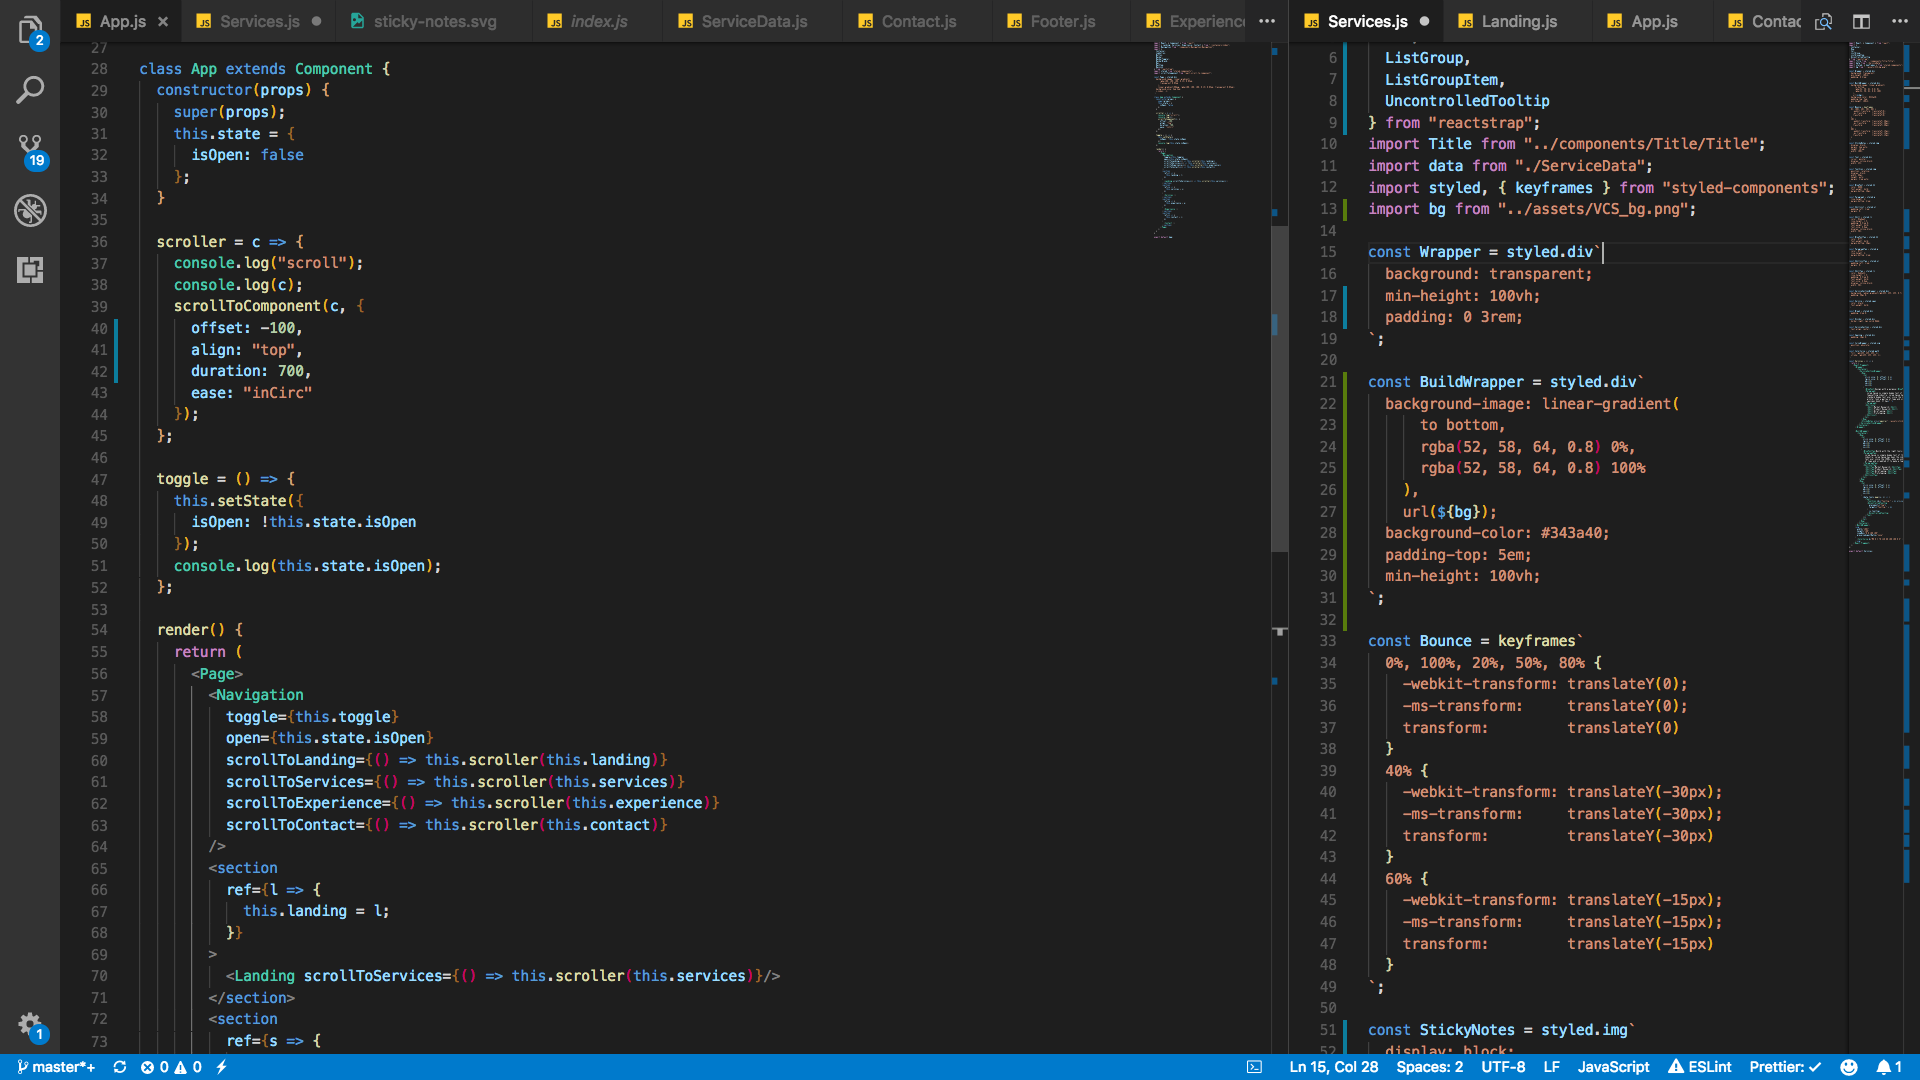 App.js
Services.js
sticky-notes.svg
index.js
ServiceData.js
Contact.js
Footer.js
Experienc
Services.js
Landing.js
App.js
Contac
2
19
1
27
28 class App extends Component {
29 constructor(props) {
30 super(props);
31 this.state = {
32 isOpen: false
33 };
34 }
35
36 scroller = c => {
37 console.log("scroll");
38 console.log(c);
39 scrollToComponent(c, {
40 offset: -100,
41 align: "top",
42 duration: 700,
43 ease: "inCirc"
44 });
45 };
46
47 toggle = () => {
48 this.setState({
49 isOpen: !this.state.isOpen
50 });
51 console.log(this.state.isOpen);
52 };
53
54 render() {
55 return (
56 <Page>
57 <Navigation
58 toggle={this.toggle}
59 open={this.state.isOpen}
60 scrollToLanding={() => this.scroller(this.landing)}
61 scrollToServices={() => this.scroller(this.services)}
62 scrollToExperience={() => this.scroller(this.experience)}
63 scrollToContact={() => this.scroller(this.contact)}
64 />
65 <section
66 ref={l => {
67 this.landing = l;
68 }}
69 >
70 <Landing scrollToServices={() => this.scroller(this.services)}/>
71 </section>
72 <section
73 ref={s => {
6 ListGroup,
7 ListGroupItem,
8 UncontrolledTooltip
9 } from "reactstrap";
10 import Title from "../components/Title/Title";
11 import data from "./ServiceData";
12 import styled, { keyframes } from "styled-components";
13 import bg from "../assets/VCS_bg.png";
14
15 const Wrapper = styled.div`
16 background: transparent;
17 min-height: 100vh;
18 padding: 0 3rem;
19 `;
20
21 const BuildWrapper = styled.div`
22 background-image: linear-gradient(
23 to bottom,
24 rgba(52, 58, 64, 0.8) 0%,
25 rgba(52, 58, 64, 0.8) 100%
26 ),
27 url(${bg});
28 background-color: #343a40;
29 padding-top: 5em;
30 min-height: 100vh;
31 `;
32
33 const Bounce = keyframes`
34 0%, 100%, 20%, 50%, 80% {
35 -webkit-transform: translateY(0);
36 -ms-transform: translateY(0);
37 transform: translateY(0)
38 }
39 40% {
40 -webkit-transform: translateY(-30px);
41 -ms-transform: translateY(-30px);
42 transform: translateY(-30px)
43 }
44 60% {
45 -webkit-transform: translateY(-15px);
46 -ms-transform: translateY(-15px);
47 transform: translateY(-15px)
48 }
49 `;
50
51 const StickyNotes = styled.img`
52 display: block;
master*+ 0 0
Ln 15, Col 28 Spaces: 2 UTF-8 LF JavaScript ESLint Prettier: ✓ 1